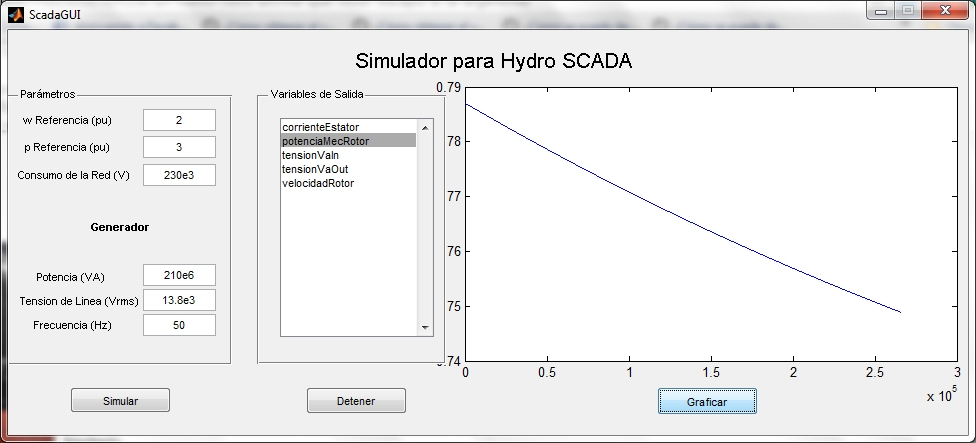 ScadaGUI
Simulador para Hydro SCADA
Parámetros
w Referencia (pu)
2
p Referencia (pu)
3
Consumo de la Red (V)
230e3
Generador
Potencia (VA)
210e6
Tension de Linea (Vrms)
13.8e3
Frecuencia (Hz)
50
Variables de Salida
corrienteEstator
potenciaMecRotor
tensionVaIn
tensionVaOut
velocidadRotor
0.79
78
77
76
75
0.74
0
0.5
1
1.5
2
2.5
3
x 10^5
Simular
Detener
Graficar